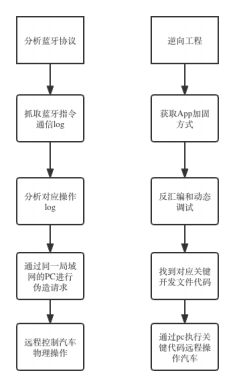 分析蓝牙协议
抓取蓝牙指令
通信log
分析对应操作
log
通过同一局域
网的PC进行
伪造请求
远程控制汽车
物理操作
逆向工程
获取App加固
方式
反汇编和动态
调试
找到对应关键
开发文件代码
通过pc执行关
键代码远程操
作汽车